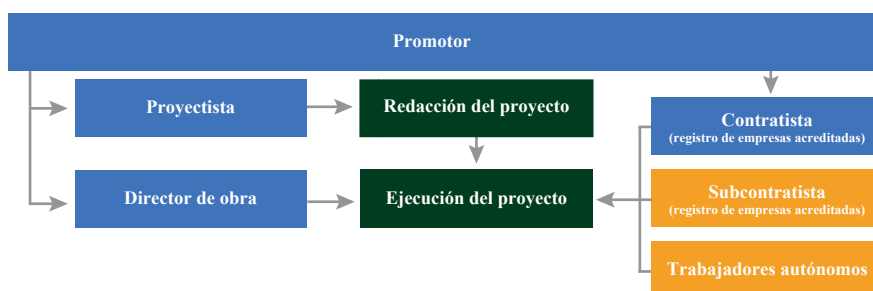 Promotor
Proyectista
Redacción del proyecto
Contratista
(registro de empresas acreditadas)
Director de obra
Ejecución del proyecto
Subcontratista
(registro de empresas acreditadas)
Trabajadores autónomos